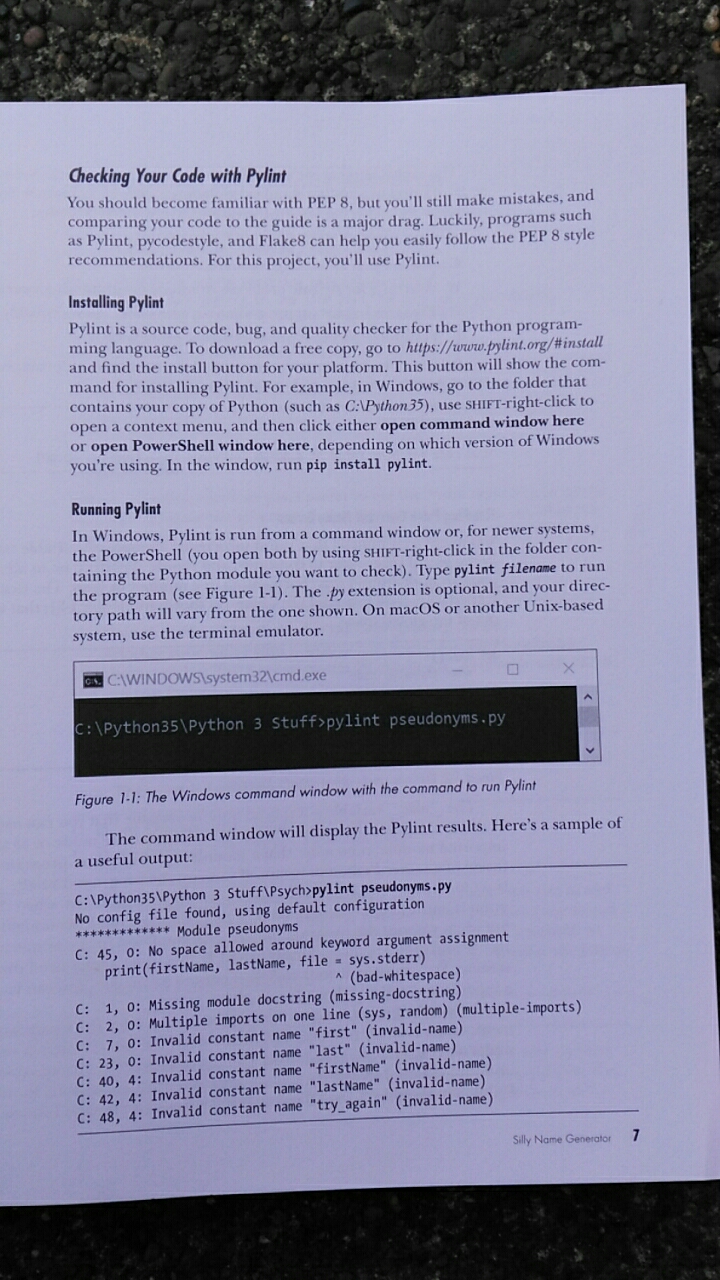 Checking Your Code with Pylint
You should become familiar with PEP 8, but you'll still make mistakes, and
comparing your code to the guide is a major drag. Luckily, programs such
as Pylint, pycodestyle, and Flake8 can help you easily follow the PEP 8 style
recommendations. For this project, you'll use Pylint.
Installing Pylint
Pylint is a source code, bug, and quality checker for the Python program-
ming language. To download a free copy, go to https://www.pylint.org/#install
and find the install button for your platform. This button will show the com-
mand for installing Pylint. For example, in Windows, go to the folder that
contains your copy of Python (such as C:\Python35), use SHIFT-right-click to
open a context menu, and then click either open command window here
or open PowerShell window here, depending on which version of Windows
you're using. In the window, run pip install pylint.
Running Pylint
In Windows, Pylint is run from a command window or, for newer systems,
the PowerShell (you open both by using SHIFT-right-click in the folder con-
taining the Python module you want to check). Type pylint filename to run
the program (see Figure 1-1). The .py extension is optional, and your direc-
tory path will vary from the one shown. On macOS or another Unix-based
system, use the terminal emulator.
C:\WINDOWS\system32\cmd.exe
C:\Python35\Python 3 Stuff>pylint pseudonyms.py
Figure 1-1: The Windows command window with the command to run Pylint
The command window will display the Pylint results. Here's a sample of
a useful output:
C:\Python35\Python 3 Stuff\Psych>pylint pseudonyms.py
No config file found, using default configuration
************* Module pseudonyms
C: 45, 0: No space allowed around keyword argument assignment
    print(firstName, lastName, file = sys.stderr)
                                    ^ (bad-whitespace)
C:  1, 0: Missing module docstring (missing-docstring)
C:  2, 0: Multiple imports on one line (sys, random) (multiple-imports)
C:  7, 0: Invalid constant name "first" (invalid-name)
C: 23, 0: Invalid constant name "last" (invalid-name)
C: 40, 4: Invalid constant name "firstName" (invalid-name)
C: 42, 4: Invalid constant name "lastName" (invalid-name)
C: 48, 4: Invalid constant name "try_again" (invalid-name)
Silly Name Generator 7